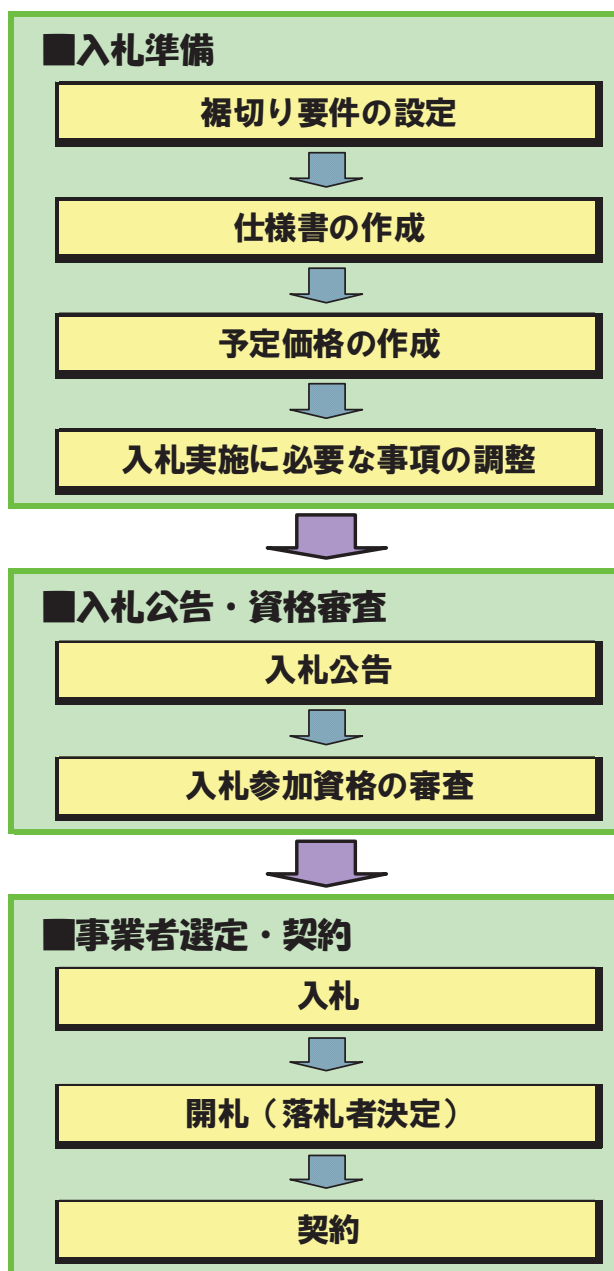 ■入札準備
裾切り要件の設定
仕様書の作成
予定価格の作成
入札実施に必要な事項の調整
■入札公告・資格審査
入札公告
入札参加資格の審査
■事業者選定・契約
入札
開札（落札者決定）
契約